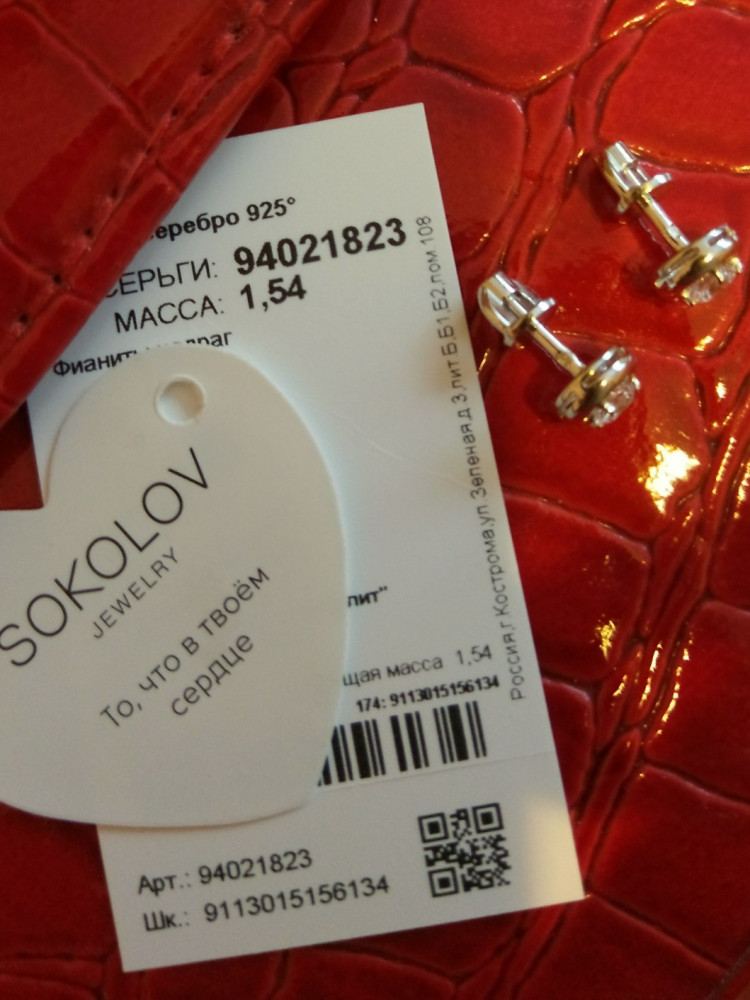 серебро 925°
СЕРЬГИ: 94021823
МАССА: 1,54
SOKOLOV
JEWELRY
То, что в твоём
сердце
щая масса 1,54
174: 9113015156134
Арт.: 94021823
Шк.: 9113015156134
Россия,г.Кострома,ул.Зеленая,д 3,лит.Б,Б1,Б2,пом 108